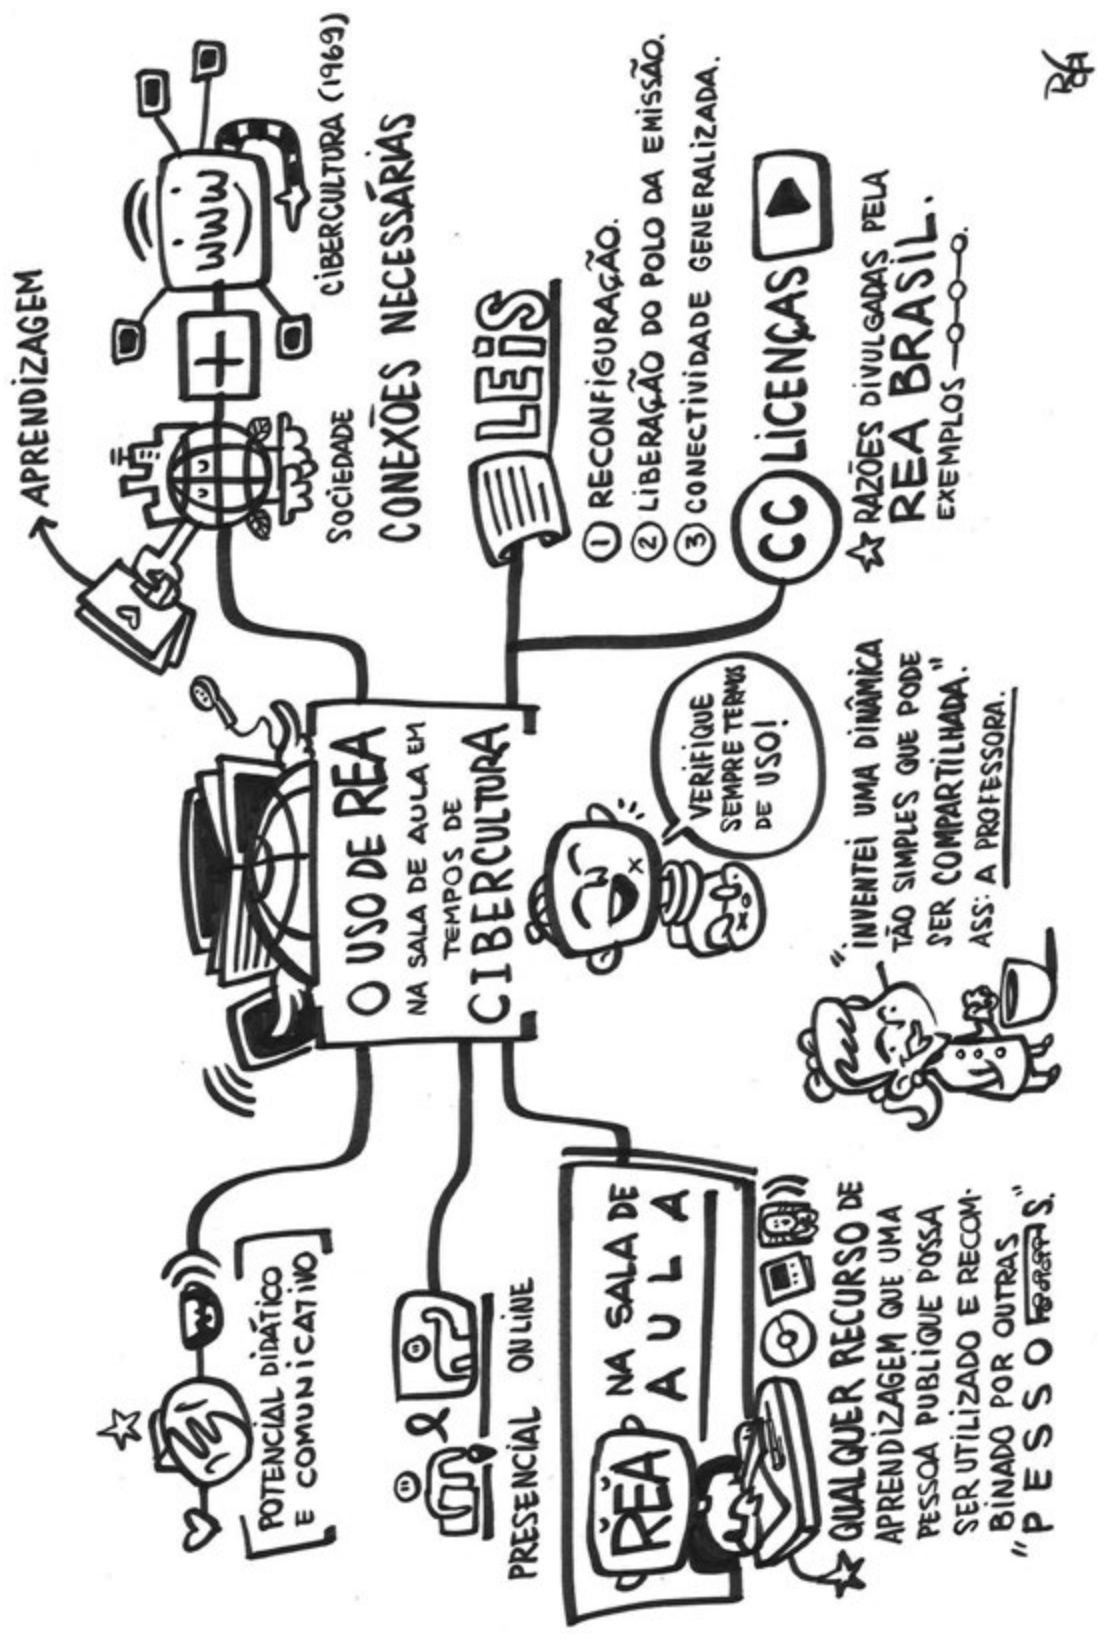 O USO DE REA
NA SALA DE AULA EM
TEMPOS DE
CIBERCULTURA
POTENCIAL DIDÁTICO
E COMUNICATIVO
PRESENCIAL ONLINE
REA
NA SALA DE
AULA
QUALQUER RECURSO DE
APRENDIZAGEM QUE UMA
PESSOA PUBLIQUE POSSA
SER UTILIZADO E RECOM-
BINADO POR OUTRAS
"PESSOAS."
APRENDIZAGEM
+
WWW
SOCIEDADE
CIBERCULTURA (1969)
CONEXÕES NECESSÁRIAS
LEIS
1 RECONFIGURAÇÃO.
2 LIBERAÇÃO DO POLO DA EMISSÃO.
3 CONECTIVIDADE GENERALIZADA.
CC LICENÇAS
RAZÕES DIVULGADAS PELA
REA BRASIL.
EXEMPLOS
VERIFIQUE
SEMPRE TERMOS
DE USO!
"INVENTEI UMA DINÂMICA
TÃO SIMPLES QUE PODE
SER COMPARTILHADA."
ASS: A PROFESSORA.